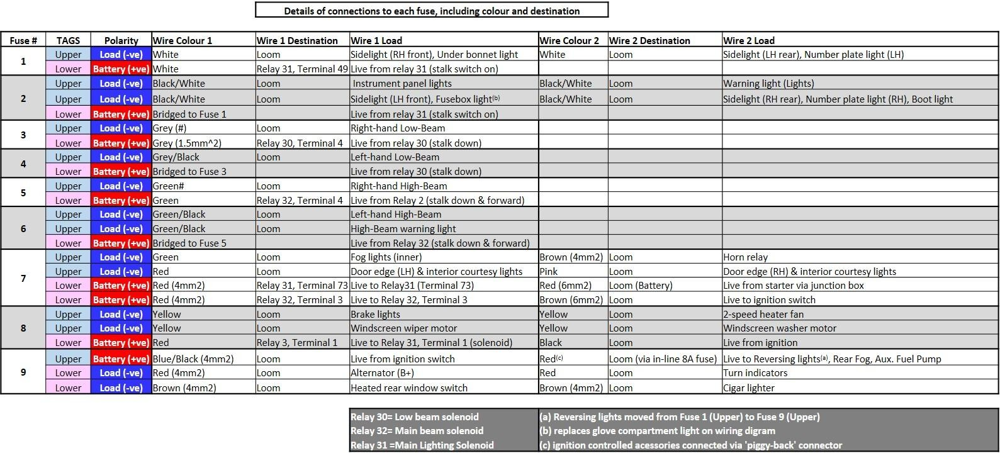 Details of connections to each fuse, including colour and destination
Fuse # TAGS Polarity Wire Colour 1 Wire 1 Destination Wire 1 Load Wire Colour 2 Wire 2 Destination Wire 2 Load
1 Upper Load (-ve) White Loom Sidelight (RH front), Under bonnet light White Loom Sidelight (LH rear), Number plate light (LH)
Lower Battery (+ve) White Relay 31, Terminal 49 Live from relay 31 (stalk switch on)
2 Upper Load (-ve) Black/White Loom Instrument panel lights Black/White Loom Warning light (Lights)
Upper Load (-ve) Black/White Loom Sidelight (LH front), Fusebox light(b) Black/White Loom Sidelight (RH rear), Number plate light (RH), Boot light
Lower Battery (+ve) Bridged to Fuse 1 Live from relay 31 (stalk switch on)
3 Upper Load (-ve) Grey (#) Loom Right-hand Low-Beam
Lower Battery (+ve) Grey (1.5mm^2) Relay 30, Terminal 4 Live from relay 30 (stalk down)
4 Upper Load (-ve) Grey/Black Loom Left-hand Low-Beam
Lower Battery (+ve) Bridged to Fuse 3 Live from relay 30 (stalk down)
5 Upper Load (-ve) Green# Loom Right-hand High-Beam
Lower Battery (+ve) Green Relay 32, Terminal 4 Live from Relay 2 (stalk down & forward)
6 Upper Load (-ve) Green/Black Loom Left-hand High-Beam
Upper Load (-ve) Green/Black Loom High-Beam warning light
Lower Battery (+ve) Bridged to Fuse 5 Live from Relay 32 (stalk down & forward)
7 Upper Load (-ve) Green Loom Fog lights (inner) Brown (4mm2) Loom Horn relay
Upper Load (-ve) Red Loom Door edge (LH) & interior courtesy lights Pink Loom Door edge (RH) & interior courtesy lights
Lower Battery (+ve) Red (4mm2) Relay 31, Terminal 73 Live to Relay31 (Terminal 73) Red (6mm2) Loom (Battery) Live from starter via junction box
Lower Battery (+ve) Red (4mm2) Relay 32, Terminal 3 Live to Relay 32, Terminal 3 Brown (6mm2) Loom Live to ignition switch
8 Upper Load (-ve) Yellow Loom Brake lights Yellow Loom 2-speed heater fan
Upper Load (-ve) Yellow Loom Windscreen wiper motor Yellow Loom Windscreen washer motor
Lower Battery (+ve) Red Relay 3, Terminal 1 Live to Relay 31, Terminal 1 (solenoid) Black Loom Live from ignition
9 Upper Battery (+ve) Blue/Black (4mm2) Loom Live from ignition switch Red(c) Loom (via in-line 8A fuse) Live to Reversing lights(a), Rear Fog, Aux. Fuel Pump
Lower Load (-ve) Red (4mm2) Loom Alternator (B+) Red Loom Turn indicators
Lower Load (-ve) Brown (4mm2) Loom Heated rear window switch Brown (4mm2) Loom Cigar lighter
Relay 30= Low beam solenoid (a) Reversing lights moved from Fuse 1 (Upper) to Fuse 9 (Upper)
Relay 32= Main beam solenoid (b) replaces glove compartment light on wiring digram
Relay 31 =Main Lighting Solenoid (c) ignition controlled acessories connected via 'piggy-back' connector